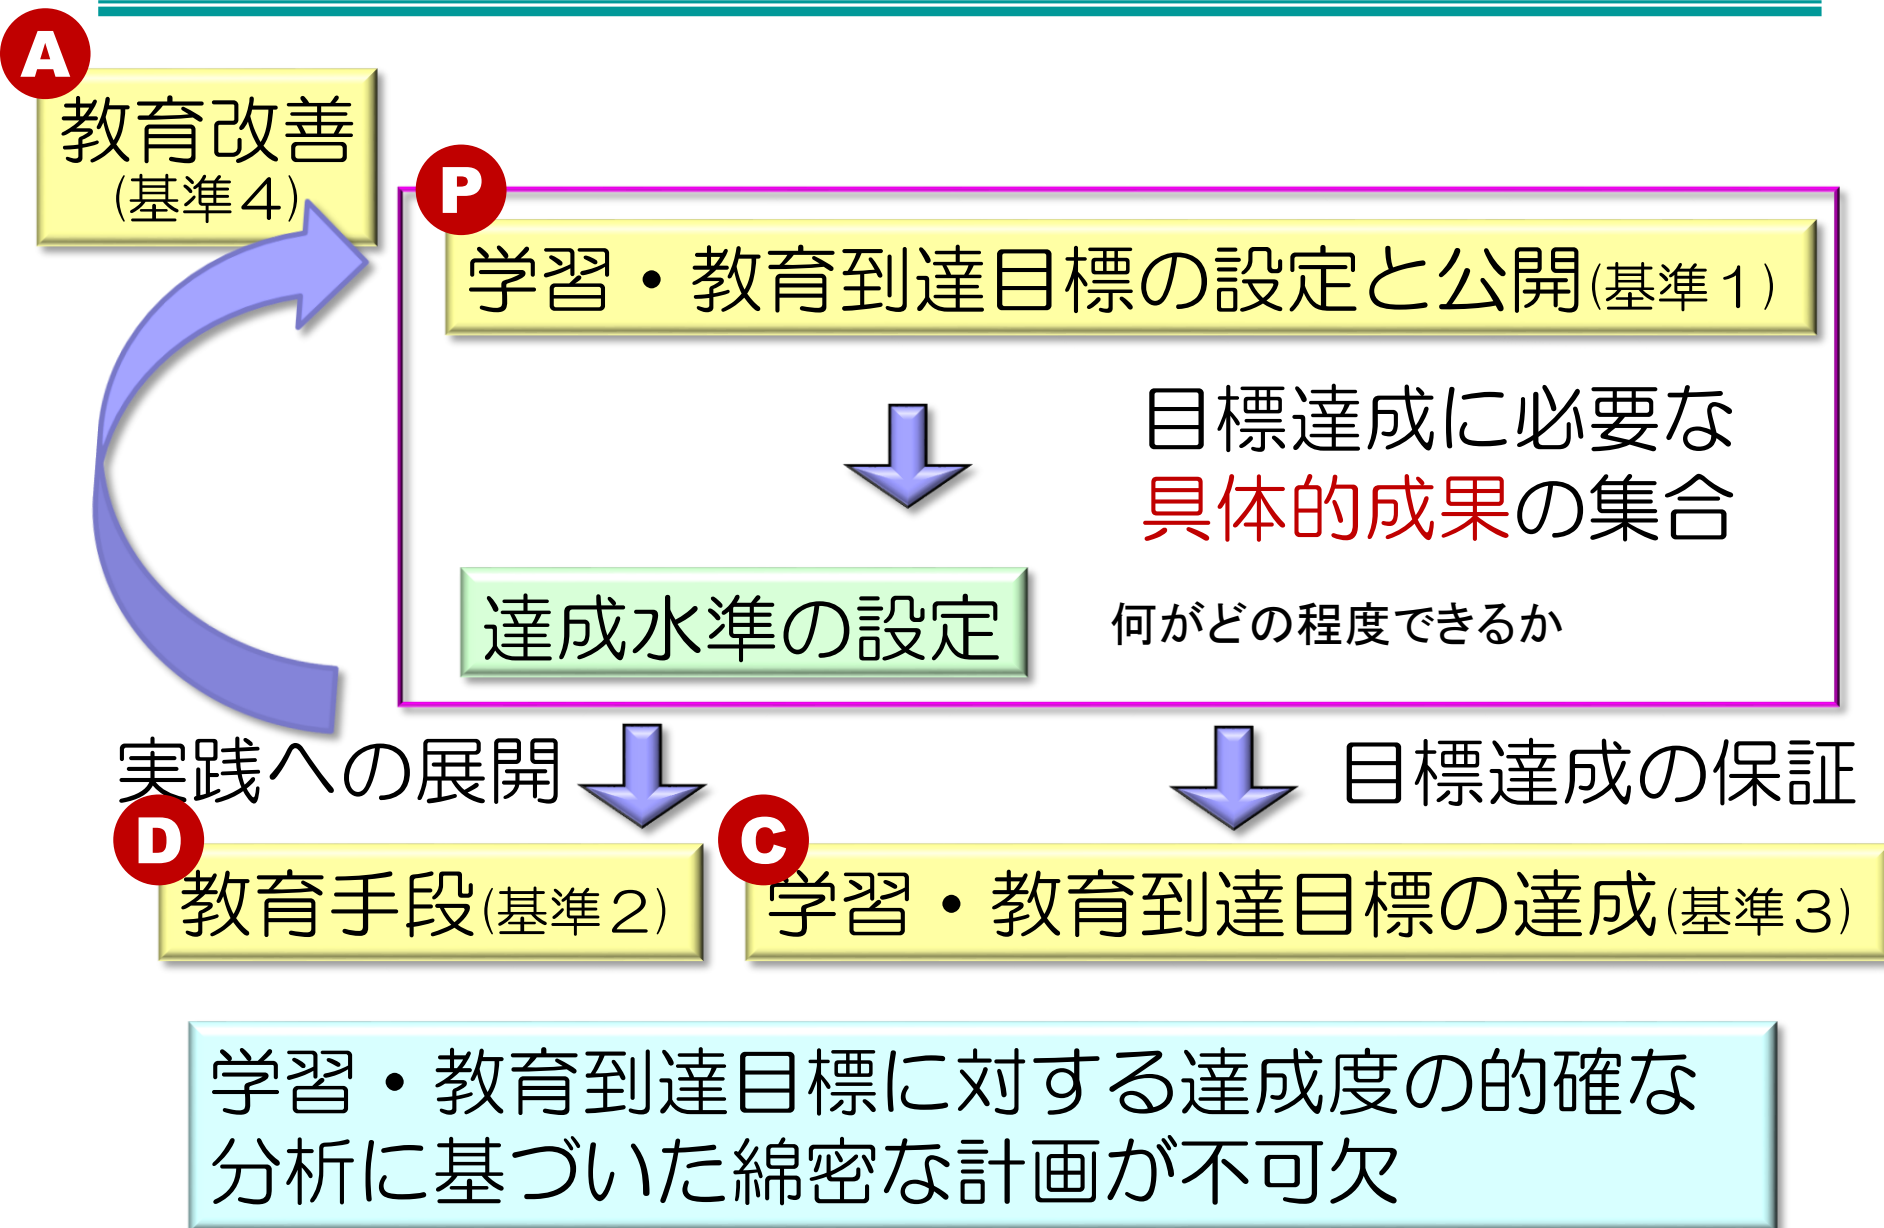 A
教育改善
(基準４)
P
学習・教育到達目標の設定と公開(基準１)
目標達成に必要な
具体的成果の集合
達成水準の設定
何がどの程度できるか
実践への展開
目標達成の保証
D
教育手段(基準２)
C
学習・教育到達目標の達成(基準３)
学習・教育到達目標に対する達成度の的確な
分析に基づいた綿密な計画が不可欠